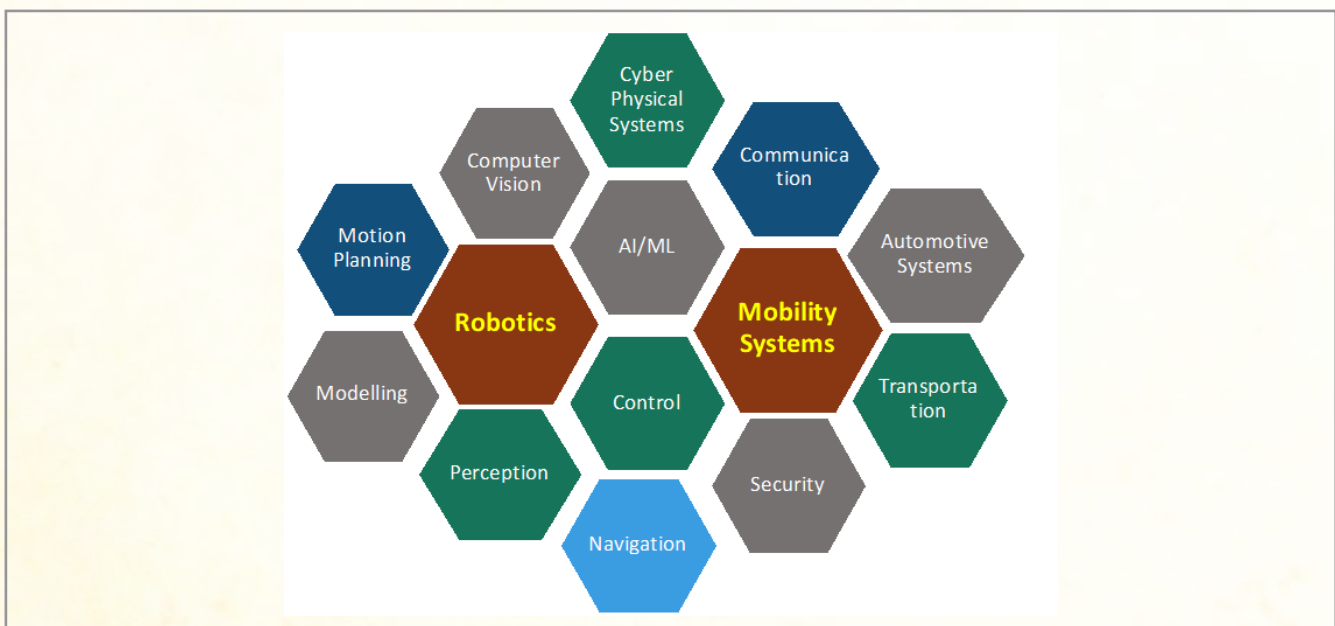 Cyber
Physical
Systems
Computer
Vision
Communica
tion
Motion
Planning
AI/ML
Automotive
Systems
Robotics
Mobility
Systems
Modelling
Control
Transporta
tion
Perception
Security
Navigation